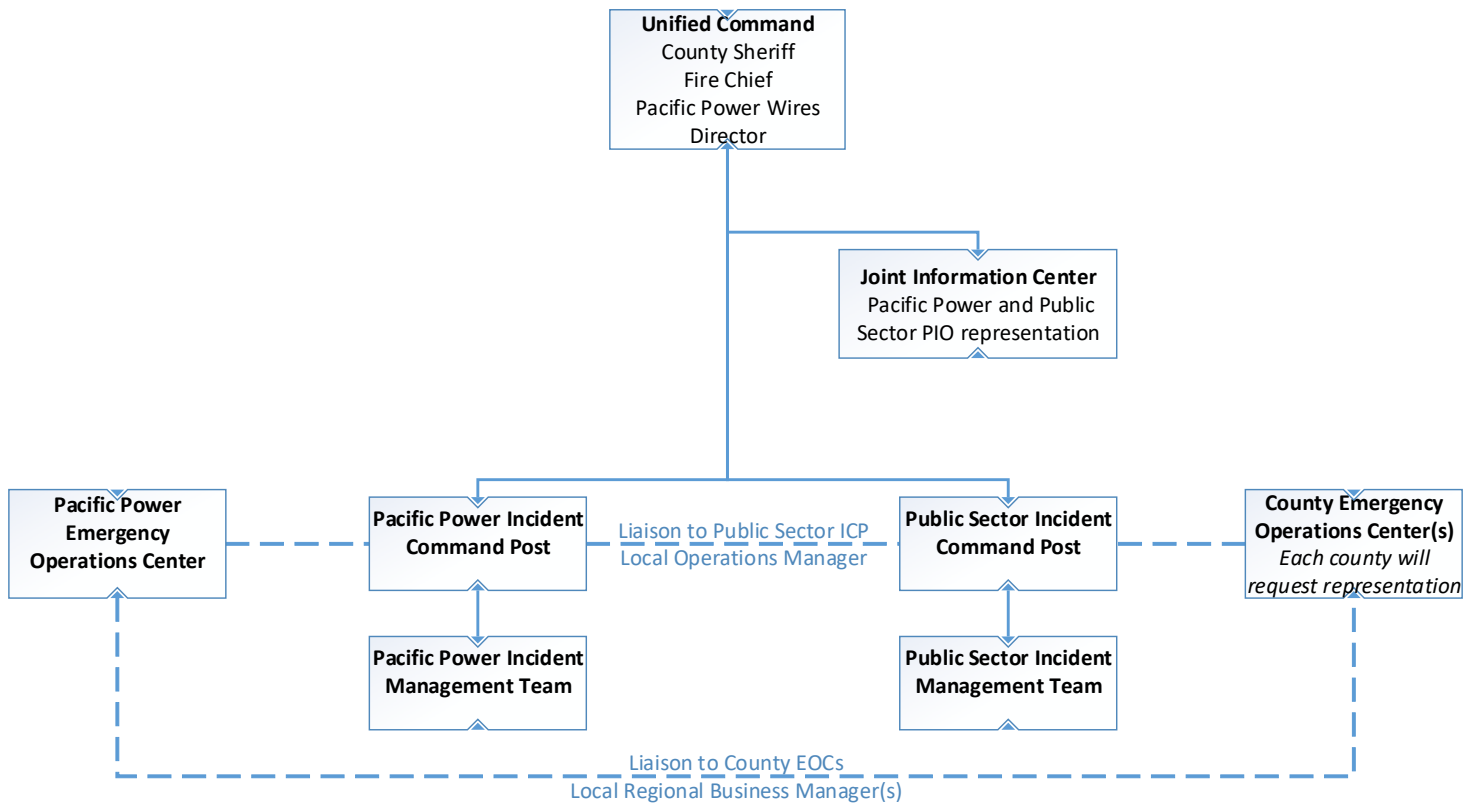 Unified Command
County Sheriff
Fire Chief
Pacific Power Wires
Director
Joint Information Center
Pacific Power and Public
Sector PIO representation
Pacific Power
Emergency
Operations Center
Pacific Power Incident
Command Post
Liaison to Public Sector ICP
Local Operations Manager
Public Sector Incident
Command Post
County Emergency
Operations Center(s)
Each county will
request representation
Pacific Power Incident
Management Team
Public Sector Incident
Management Team
Liaison to County EOCs
Local Regional Business Manager(s)